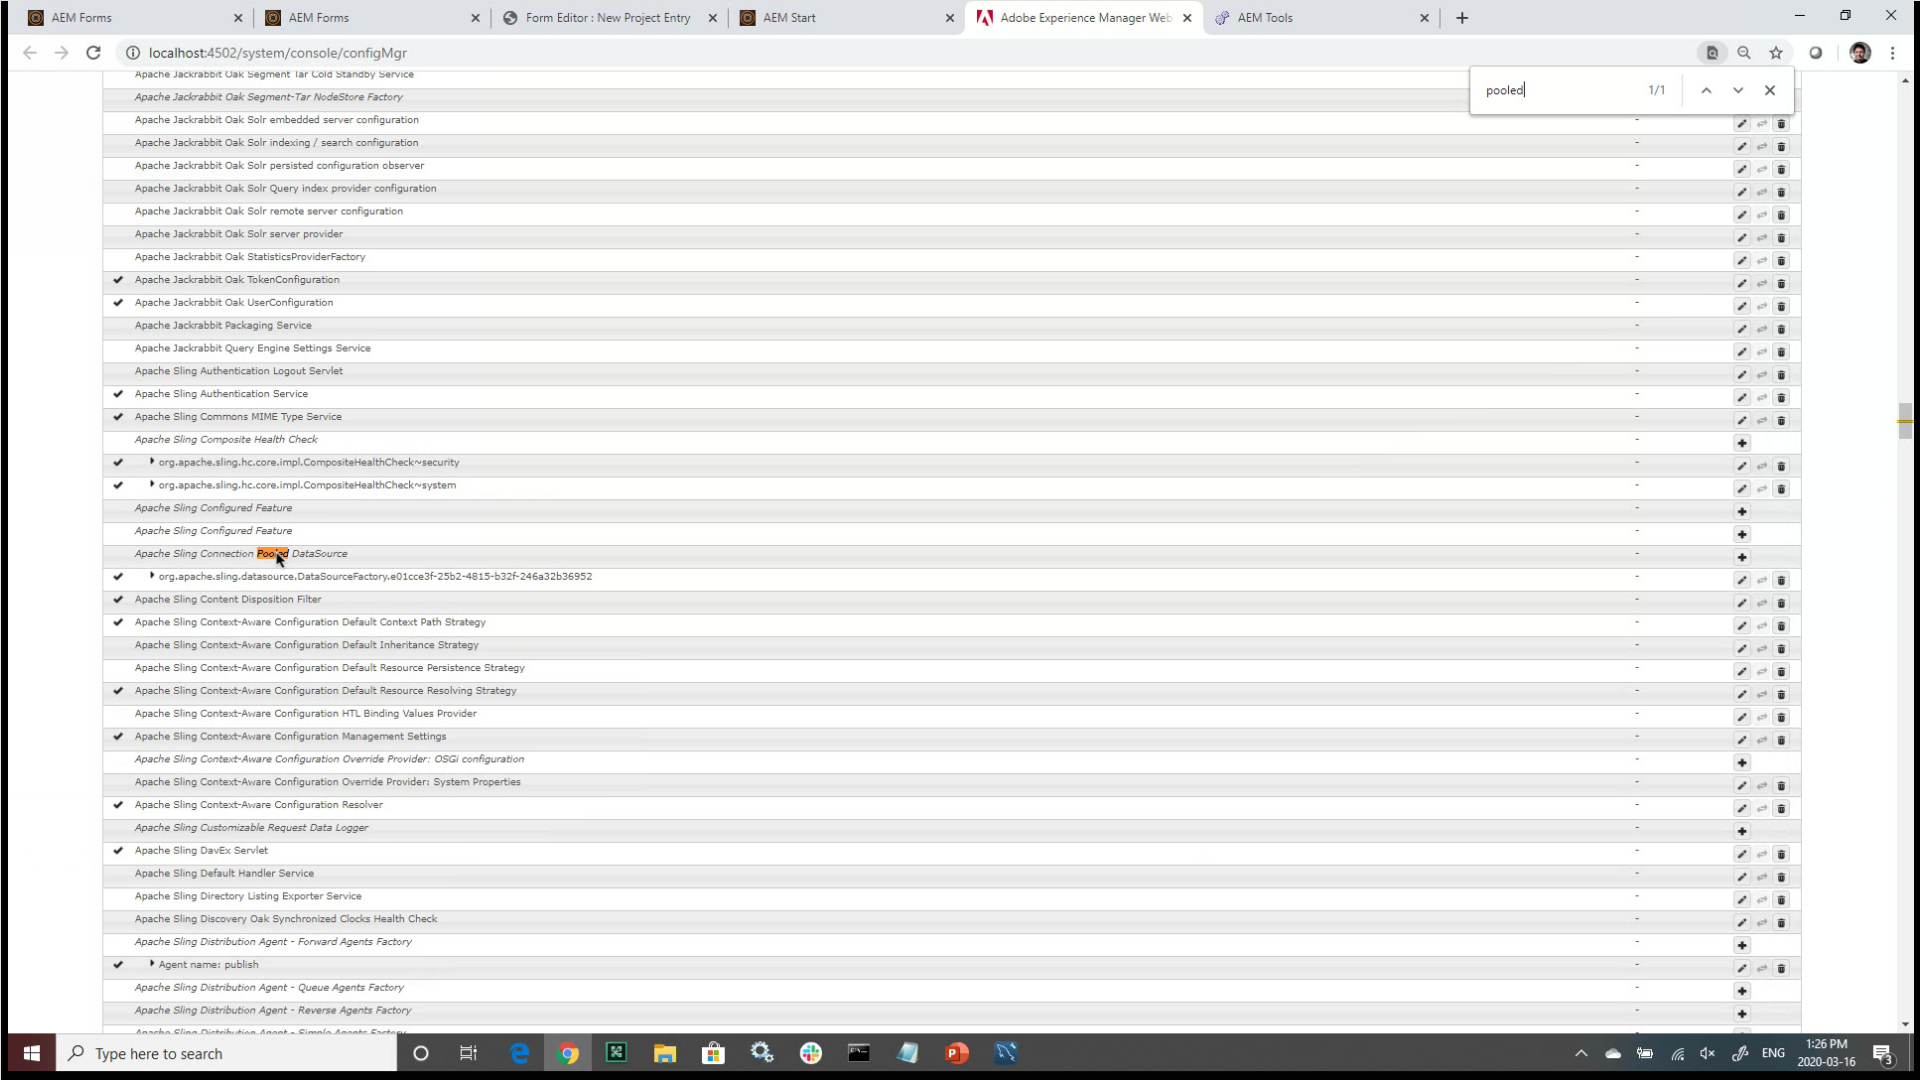 AEM Forms
AEM Forms
Form Editor : New Project Entry
AEM Start
Adobe Experience Manager Web
AEM Tools
localhost:4502/system/console/configMgr
pooled
1/1
Apache Jackrabbit Oak Segment Tar Cold Standby Service
Apache Jackrabbit Oak Segment-Tar NodeStore Factory
Apache Jackrabbit Oak Solr embedded server configuration
Apache Jackrabbit Oak Solr indexing / search configuration
Apache Jackrabbit Oak Solr persisted configuration observer
Apache Jackrabbit Oak Solr Query index provider configuration
Apache Jackrabbit Oak Solr remote server configuration
Apache Jackrabbit Oak Solr server provider
Apache Jackrabbit Oak StatisticsProviderFactory
Apache Jackrabbit Oak TokenConfiguration
Apache Jackrabbit Oak UserConfiguration
Apache Jackrabbit Packaging Service
Apache Jackrabbit Query Engine Settings Service
Apache Sling Authentication Logout Servlet
Apache Sling Authentication Service
Apache Sling Commons MIME Type Service
Apache Sling Composite Health Check
org.apache.sling.hc.core.impl.CompositeHealthCheck~security
org.apache.sling.hc.core.impl.CompositeHealthCheck~system
Apache Sling Configured Feature
Apache Sling Configured Feature
Apache Sling Connection Pooled DataSource
org.apache.sling.datasource.DataSourceFactory.e01cce3f-25b2-4815-b32f-246a32b36952
Apache Sling Content Disposition Filter
Apache Sling Context-Aware Configuration Default Context Path Strategy
Apache Sling Context-Aware Configuration Default Inheritance Strategy
Apache Sling Context-Aware Configuration Default Resource Persistence Strategy
Apache Sling Context-Aware Configuration Default Resource Resolving Strategy
Apache Sling Context-Aware Configuration HTL Binding Values Provider
Apache Sling Context-Aware Configuration Management Settings
Apache Sling Context-Aware Configuration Override Provider: OSGi configuration
Apache Sling Context-Aware Configuration Override Provider: System Properties
Apache Sling Context-Aware Configuration Resolver
Apache Sling Customizable Request Data Logger
Apache Sling DavEx Servlet
Apache Sling Default Handler Service
Apache Sling Directory Listing Exporter Service
Apache Sling Discovery Oak Synchronized Clocks Health Check
Apache Sling Distribution Agent - Forward Agents Factory
Agent name: publish
Apache Sling Distribution Agent - Queue Agents Factory
Apache Sling Distribution Agent - Reverse Agents Factory
Apache Sling Distribution Agent - Simple Agents Factory
Type here to search
ENG
1:26 PM
2020-03-16
3